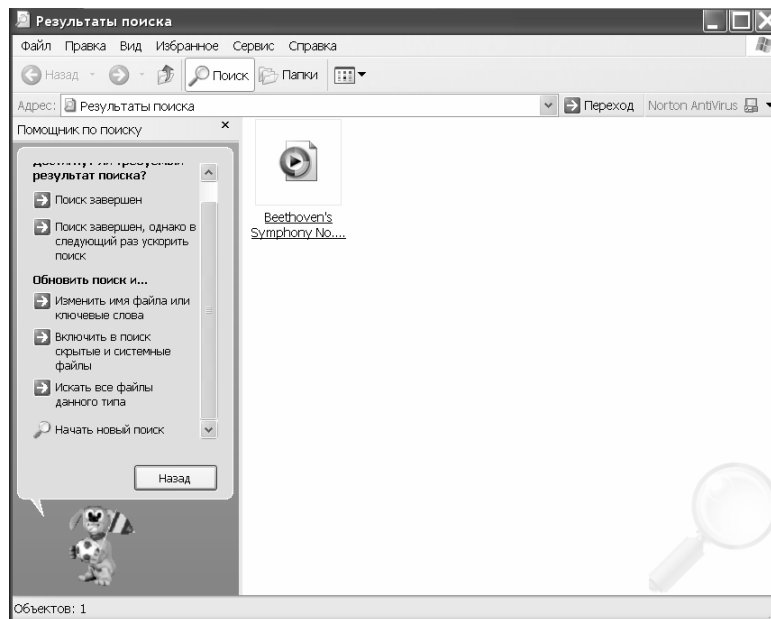 Результаты поиска
Файл Правка Вид Избранное Сервис Справка
Назад Поиск Папки
Адрес: Результаты поиска Переход Norton AntiVirus
Помощник по поиску
результат поиска?
Поиск завершен
Поиск завершен, однако в
следующий раз ускорить
поиск
Обновить поиск и...
Изменить имя файла или
ключевые слова
Включить в поиск
скрытые и системные
файлы
Искать все файлы
данного типа
Начать новый поиск
Назад
Beethoven's
Symphony No....
Объектов: 1